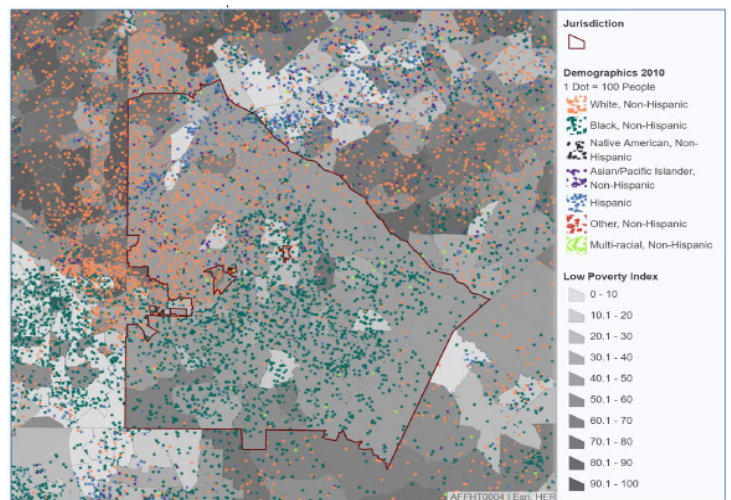 Jurisdiction
Demographics 2010
1 Dot = 100 People
White, Non-Hispanic
Black, Non-Hispanic
Native American, Non-
Hispanic
Asian/Pacific Islander,
Non-Hispanic
Hispanic
Other, Non-Hispanic
Multi-racial, Non-Hispanic
Low Poverty Index
0 - 10
10.1 - 20
20.1 - 30
30.1 - 40
40.1 - 50
50.1 - 60
60.1 - 70
70.1 - 80
80.1 - 90
90.1 - 100
AFFHT0004 | Esri, HER